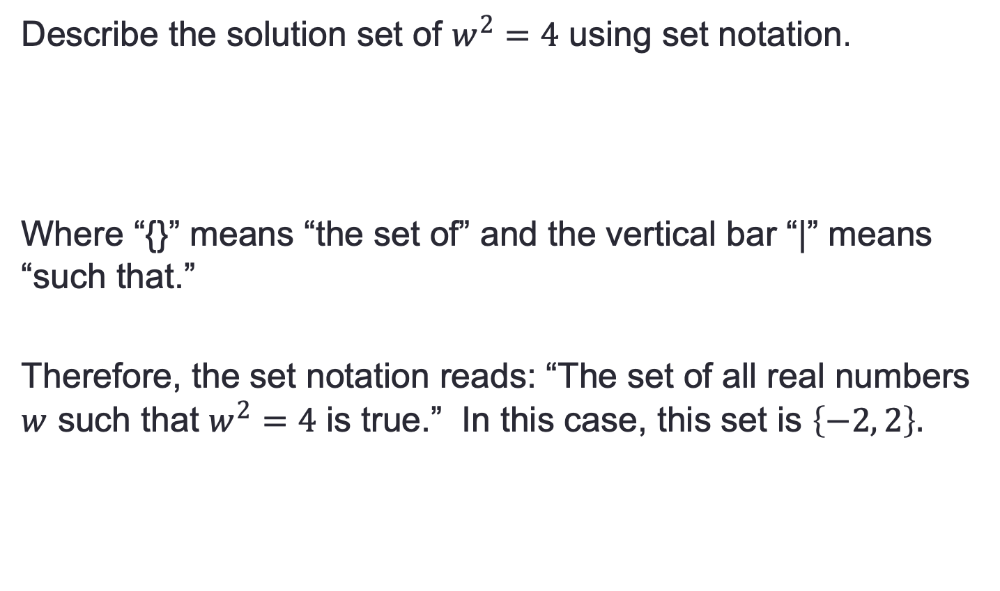 Describe the solution set of 𝑤² = 4 using set notation.
Where “{}” means “the set of” and the vertical bar “|” means
“such that.”
Therefore, the set notation reads: “The set of all real numbers
𝑤 such that 𝑤² = 4 is true.”  In this case, this set is {−2, 2}.